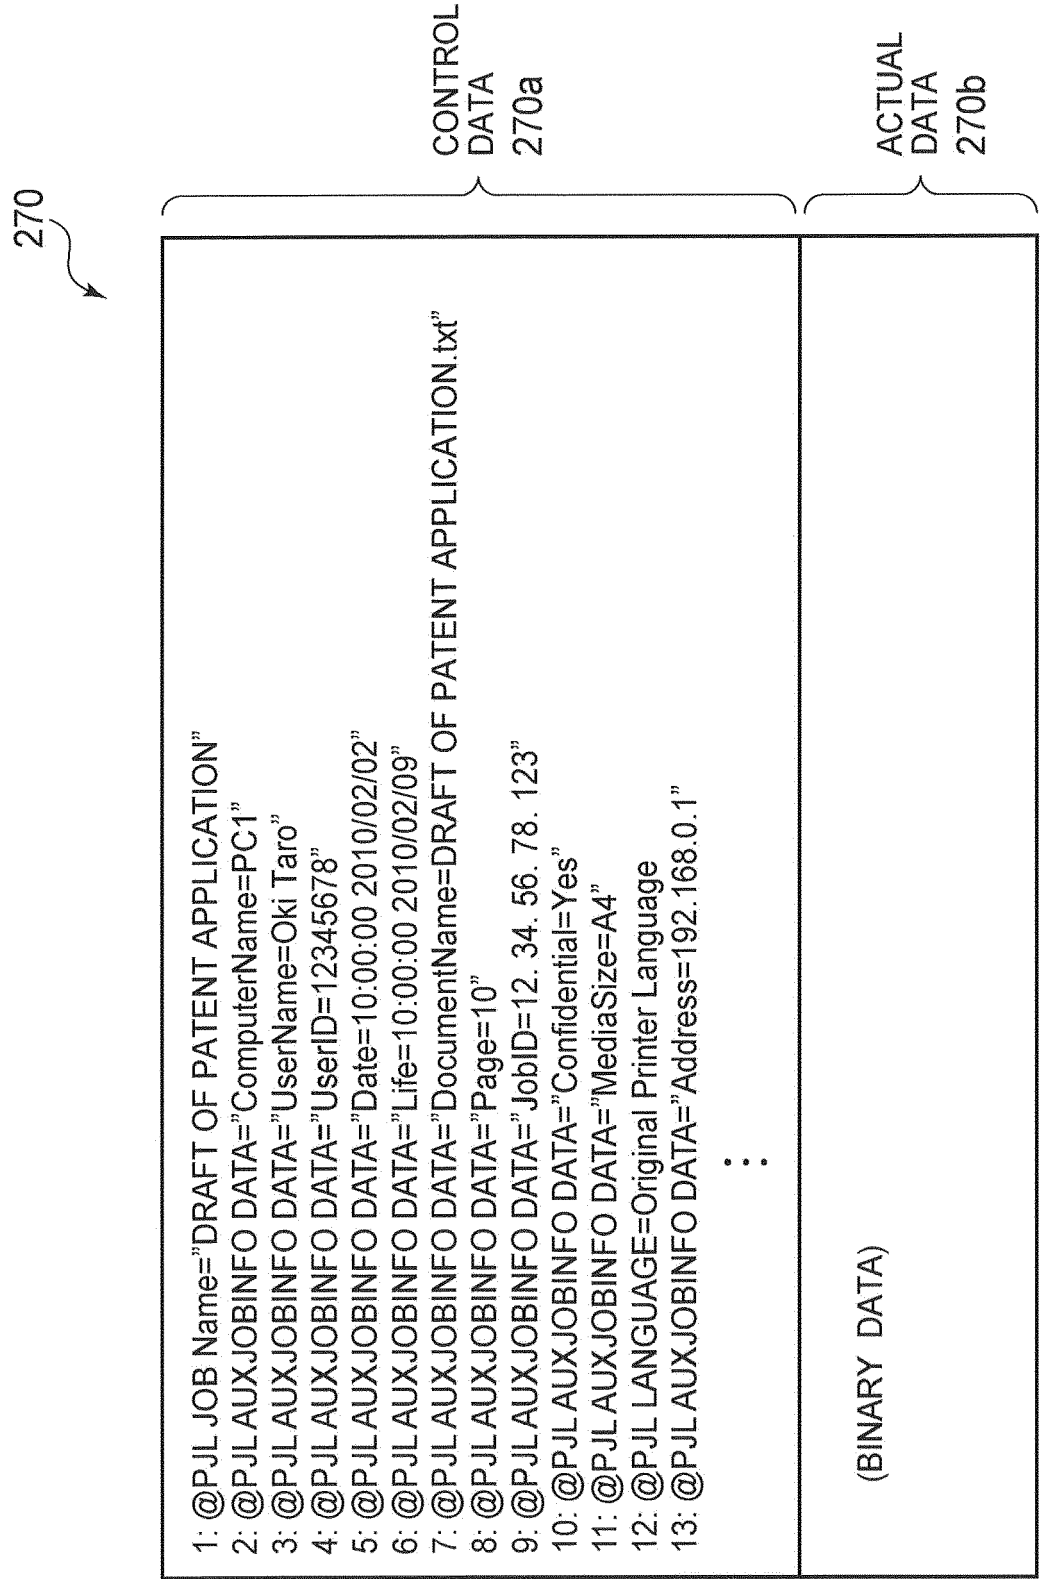 270
1: @PJL JOB Name=”DRAFT OF PATENT APPLICATION”
2: @PJL AUXJOBINFO DATA=”ComputerName=PC1”
3: @PJL AUXJOBINFO DATA=”UserName=Oki Taro”
4: @PJL AUXJOBINFO DATA=”UserID=12345678”
5: @PJL AUXJOBINFO DATA=”Date=10:00:00 2010/02/02”
6: @PJL AUXJOBINFO DATA=”Life=10:00:00 2010/02/09”
7: @PJL AUXJOBINFO DATA=”DocumentName=DRAFT OF PATENT APPLICATION.txt”
8: @PJL AUXJOBINFO DATA=”Page=10”
9: @PJL AUXJOBINFO DATA=”JobID=12. 34. 56. 78. 123”
10: @PJL AUXJOBINFO DATA=”Confidential=Yes”
11: @PJL AUXJOBINFO DATA=”MediaSize=A4”
12: @PJL LANGUAGE=Original Printer Language
13: @PJL AUXJOBINFO DATA=”Address=192.168.0.1”
⋮
CONTROL
DATA
270a
(BINARY DATA)
ACTUAL
DATA
270b